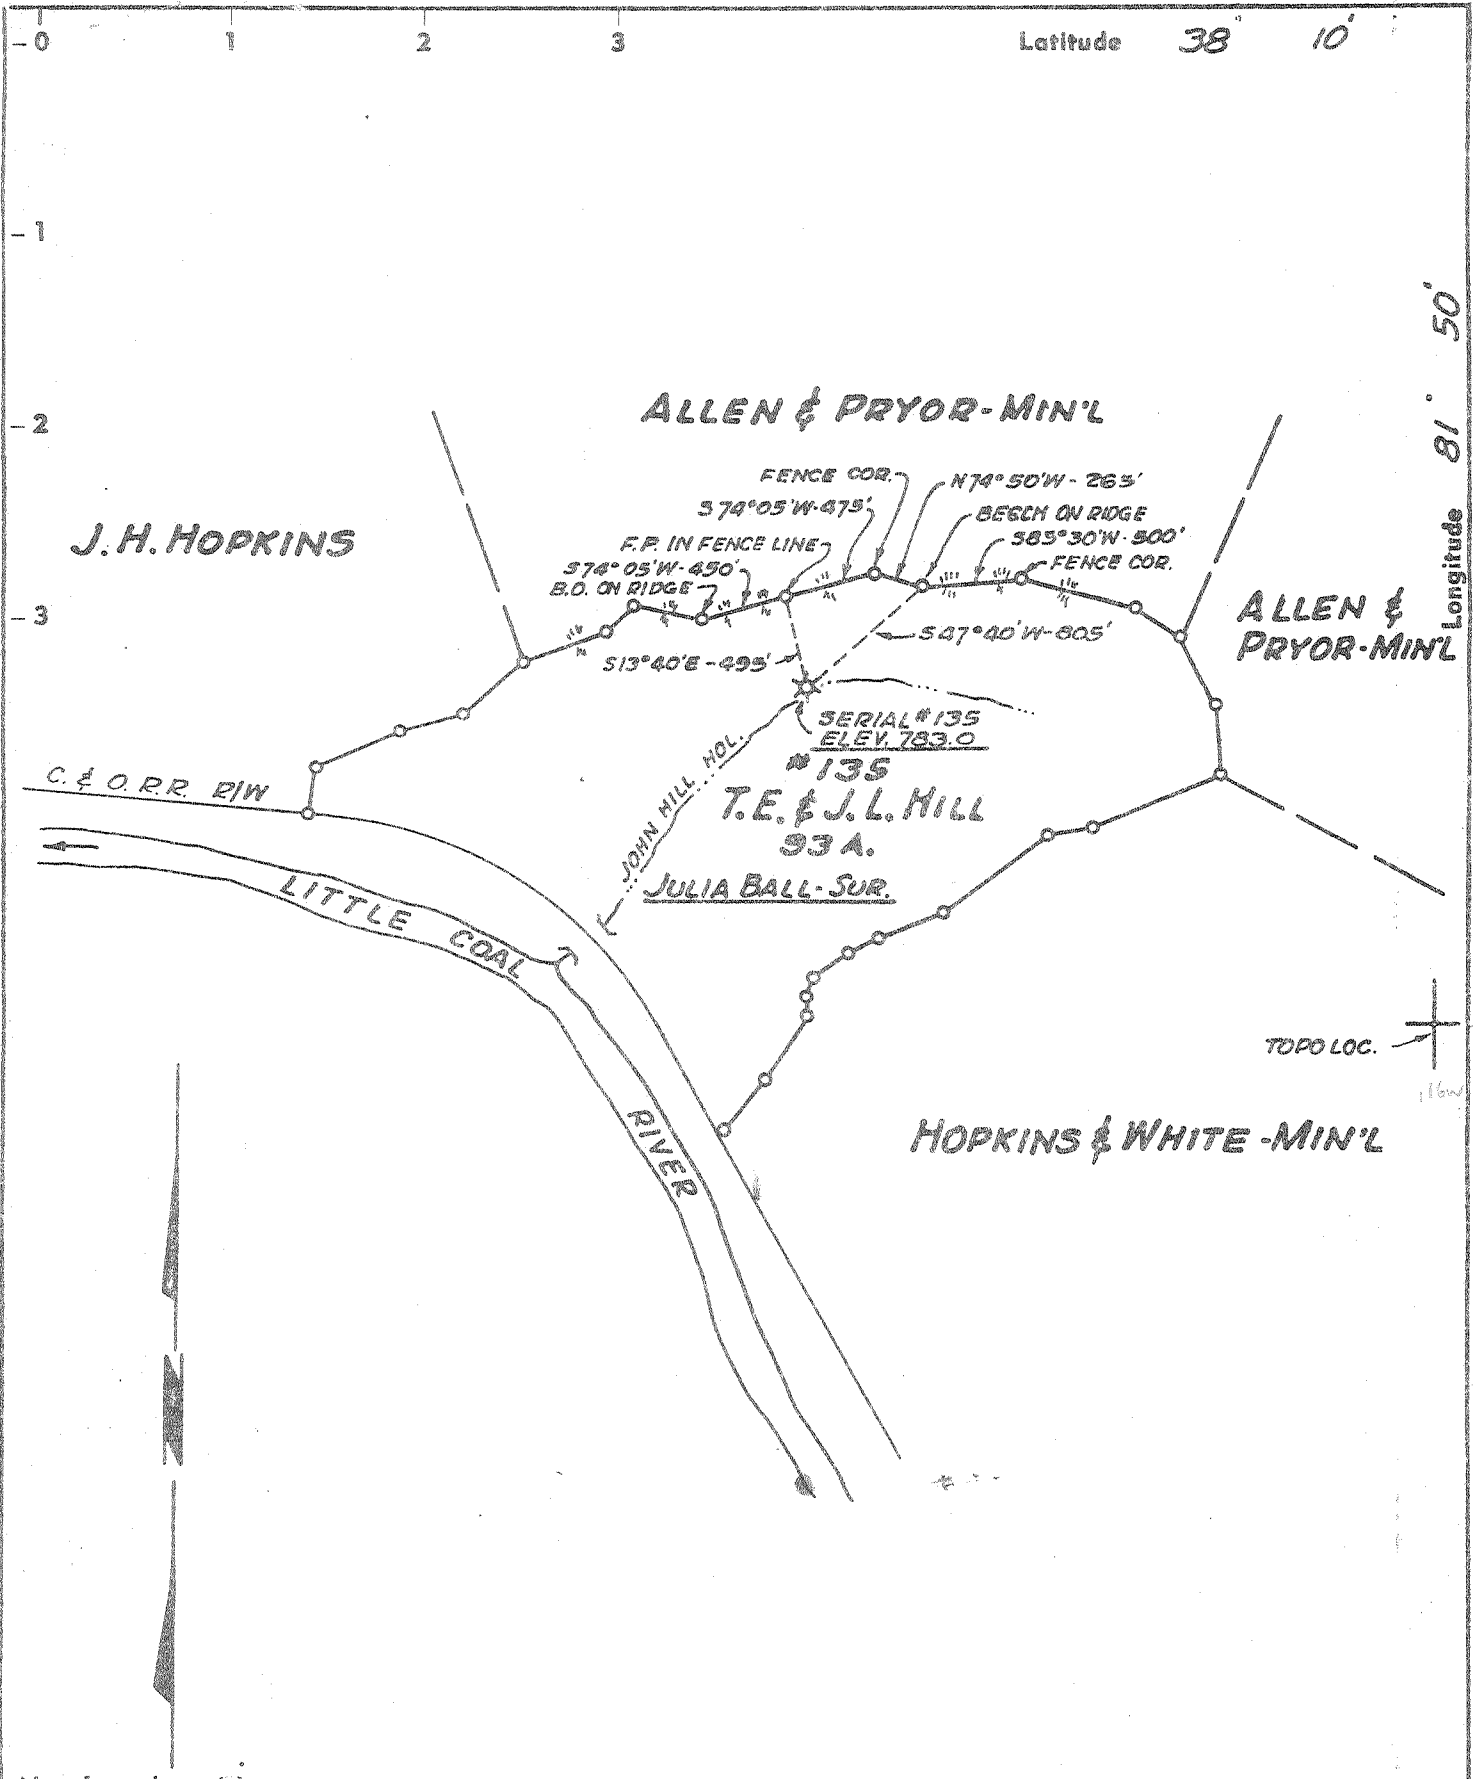 0 1 2 3 Latitude 38° 10'
1
2
3
Longitude 81° 50'
ALLEN & PRYOR-MIN'L
J.H. HOPKINS
FENCE COR.
N74°50'W - 265'
S74°05'W-475'
BEECH ON RIDGE
F.P. IN FENCE LINE
S85°30'W-500'
S74°05'W-450'
FENCE COR.
B.O. ON RIDGE
ALLEN &
PRYOR-MIN'L
S47°40'W-805'
S13°40'E-495'
SERIAL #135
ELEV. 783.0
#135
T.E. & J.L. HILL
93 A.
JULIA BALL-SUR.
JOHN HILL HOL.
C. & O. R.R. R/W
LITTLE COAL
RIVER
TOPO LOC.
HOPKINS & WHITE-MIN'L
N